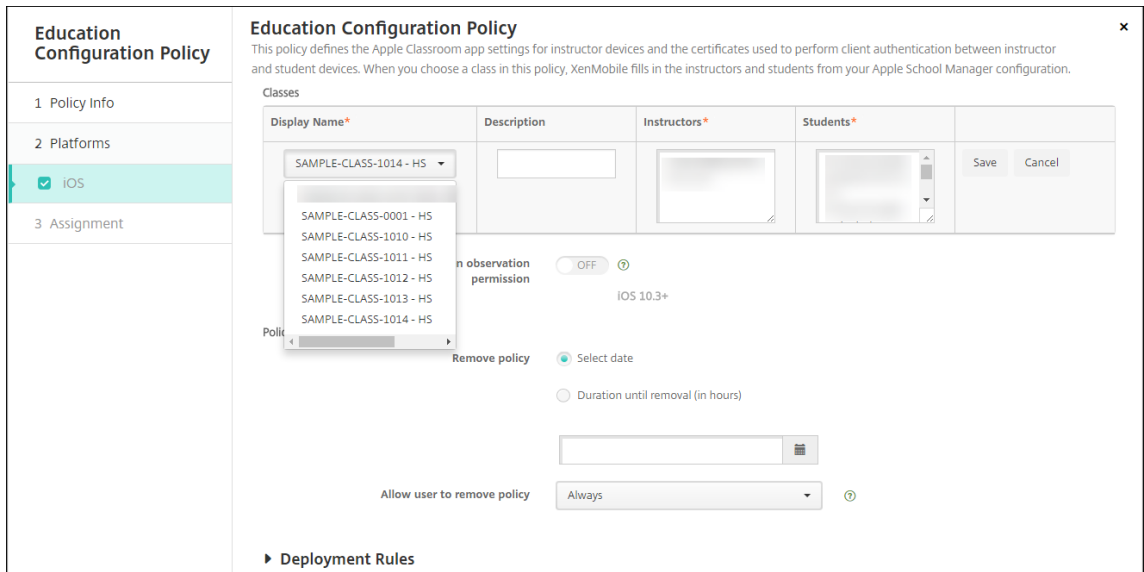 Education
Configuration Policy
1 Policy Info
2 Platforms
iOS
3 Assignment
Education Configuration Policy
×
This policy defines the Apple Classroom app settings for instructor devices and the certificates used to perform client authentication between instructor
and student devices. When you choose a class in this policy, XenMobile fills in the instructors and students from your Apple School Manager configuration.
Classes
Display Name* Description Instructors* Students*
SAMPLE-CLASS-1014 - HS Save Cancel
SAMPLE-CLASS-0001 - HS
SAMPLE-CLASS-1010 - HS
SAMPLE-CLASS-1011 - HS
SAMPLE-CLASS-1012 - HS
SAMPLE-CLASS-1013 - HS
SAMPLE-CLASS-1014 - HS
observation
permission
OFF ?
iOS 10.3+
Remove policy Select date
Duration until removal (in hours)
Allow user to remove policy Always ?
Deployment Rules